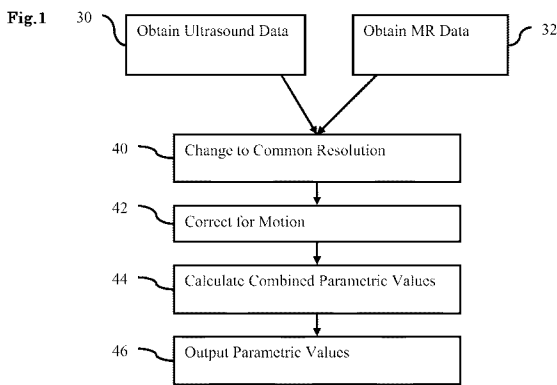 Fig.1
30
Obtain Ultrasound Data
Obtain MR Data
32
40
Change to Common Resolution
42
Correct for Motion
44
Calculate Combined Parametric Values
46
Output Parametric Values